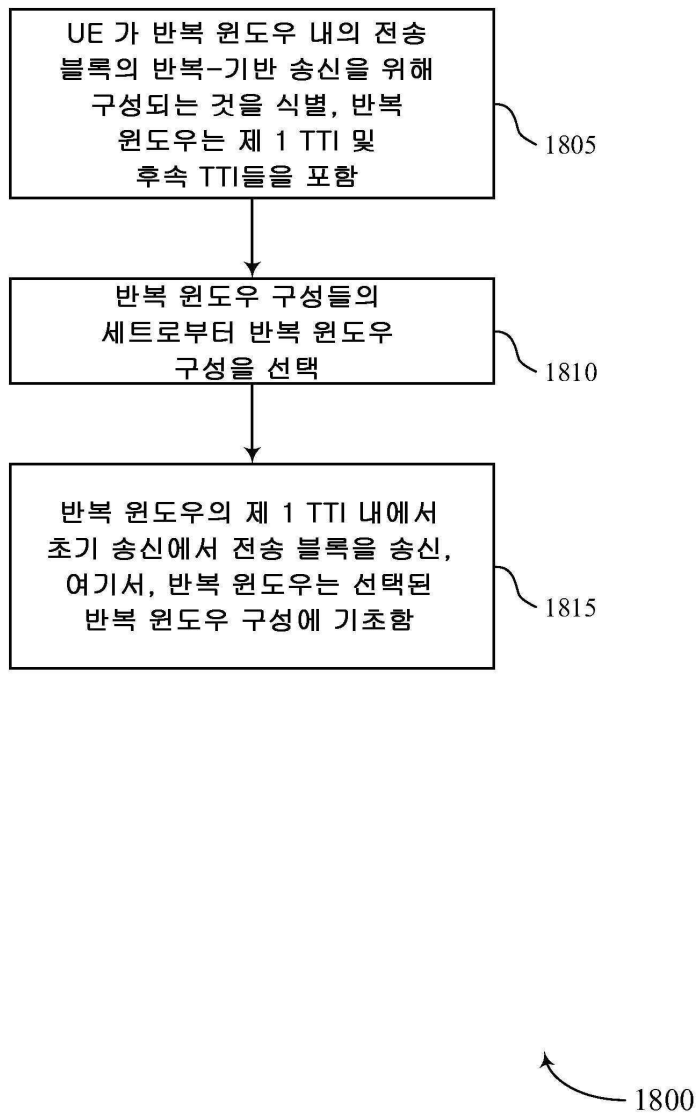 UE 가 반복 윈도우 내의 전송
블록의 반복-기반 송신을 위해
구성되는 것을 식별, 반복
윈도우는 제 1 TTI 및
후속 TTI들을 포함
1805
반복 윈도우 구성들의
세트로부터 반복 윈도우
구성을 선택
1810
반복 윈도우의 제 1 TTI 내에서
초기 송신에서 전송 블록을 송신,
여기서, 반복 윈도우는 선택된
반복 윈도우 구성에 기초함
1815
1800